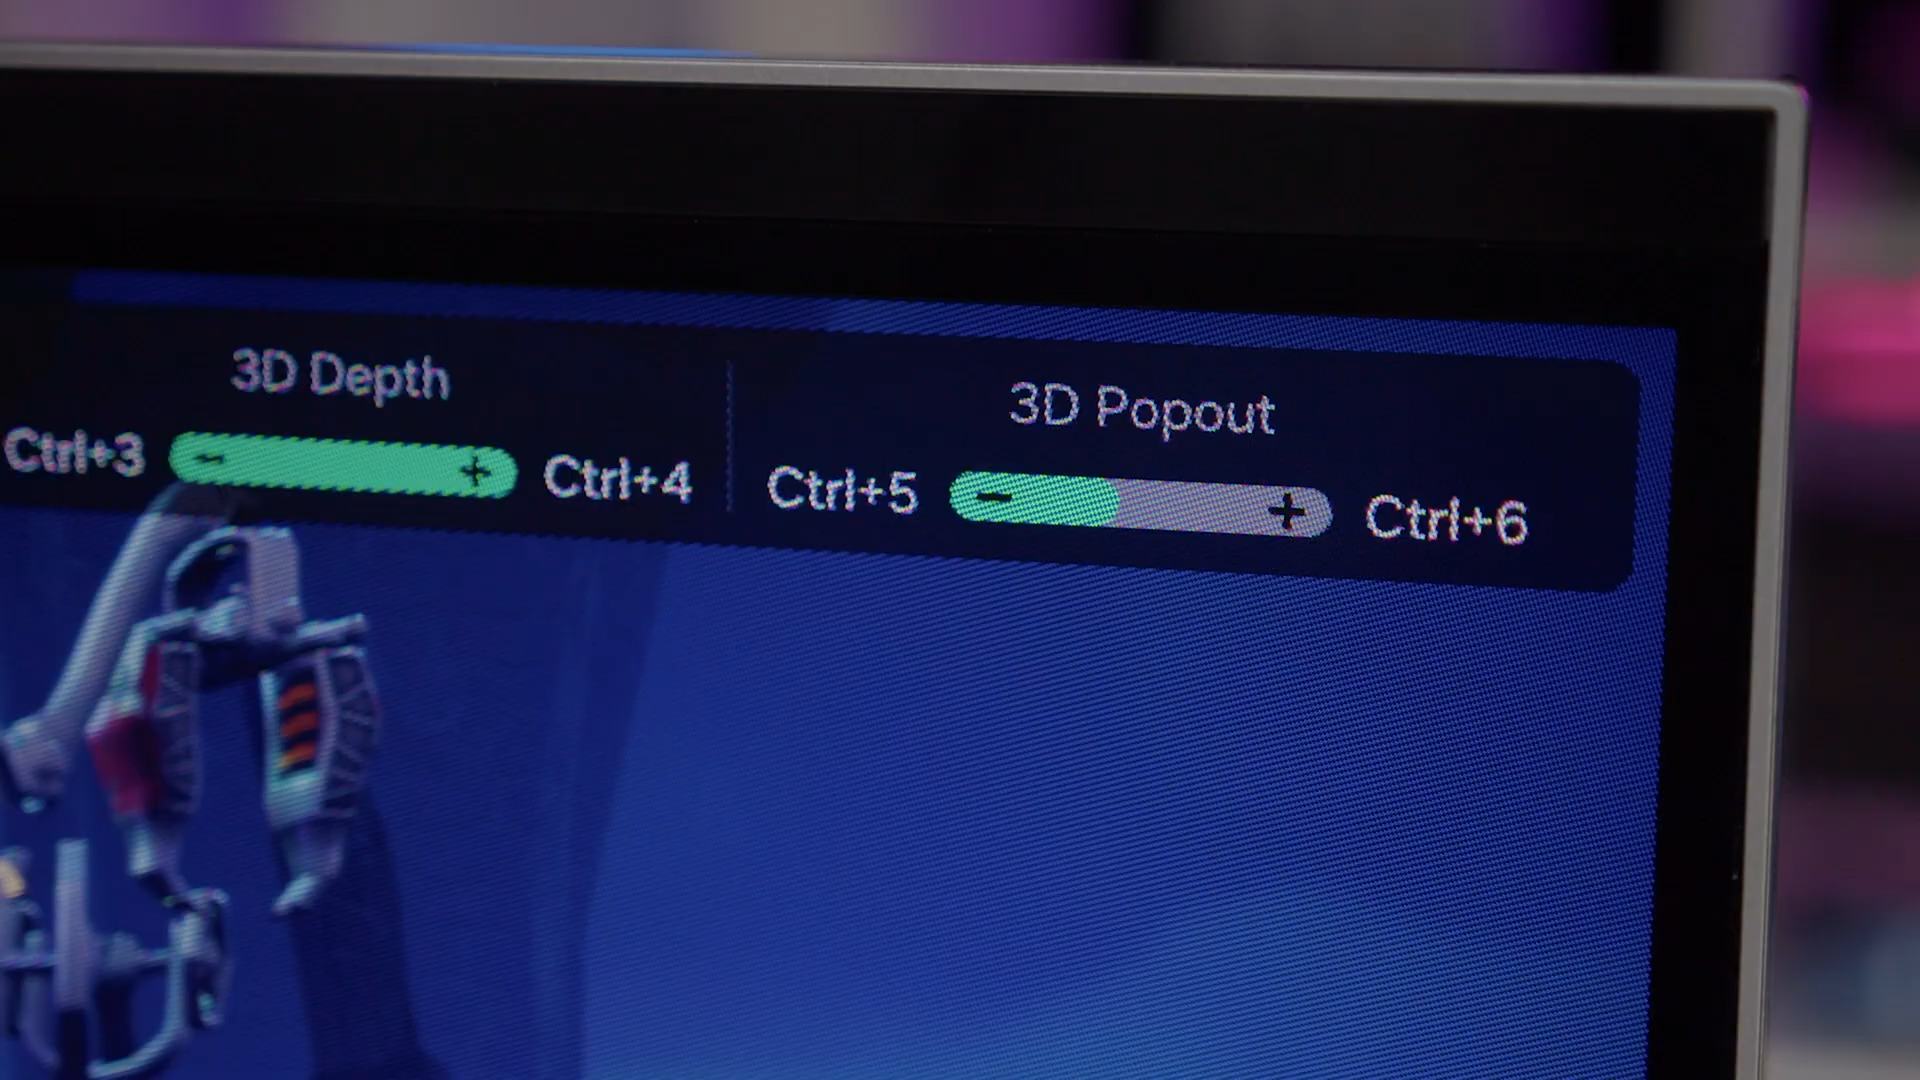 3D Depth
Ctrl+3 - + Ctrl+4
3D Popout
Ctrl+5 - + Ctrl+6